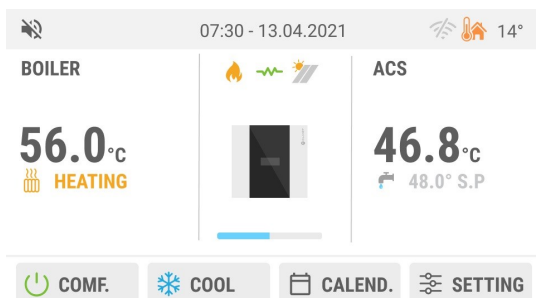 07:30 - 13.04.2021 14°
BOILER
ACS
56.0°C
46.8°C
HEATING
48.0° S.P
COMF. COOL CALEND. SETTING